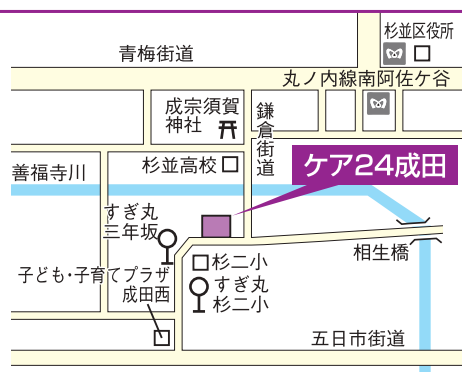 杉並区役所
青梅街道
丸ノ内線南阿佐ケ谷
成宗須賀
神社
鎌倉街道
杉並高校
ケア24成田
善福寺川
すぎ丸
三年坂
相生橋
杉二小
子ども・子育てプラザ
成田西
すぎ丸
杉二小
五日市街道